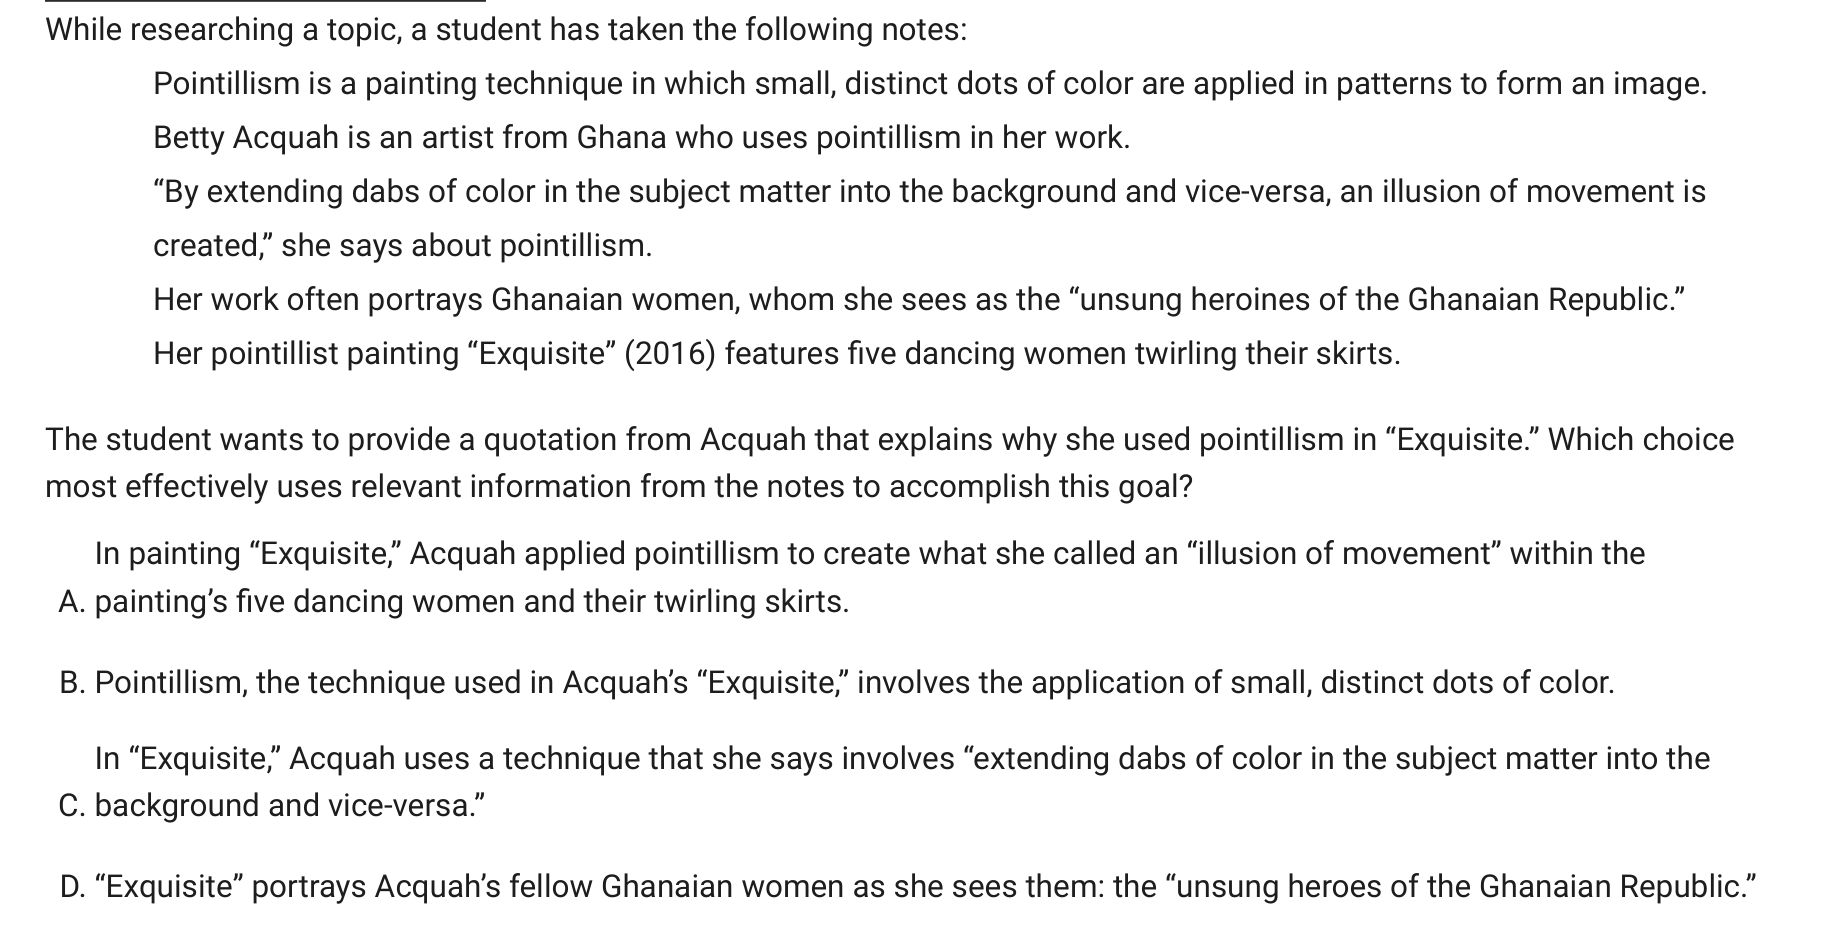 While researching a topic, a student has taken the following notes:
Pointillism is a painting technique in which small, distinct dots of color are applied in patterns to form an image.
Betty Acquah is an artist from Ghana who uses pointillism in her work.
“By extending dabs of color in the subject matter into the background and vice-versa, an illusion of movement is
created,” she says about pointillism.
Her work often portrays Ghanaian women, whom she sees as the “unsung heroines of the Ghanaian Republic.”
Her pointillist painting “Exquisite” (2016) features five dancing women twirling their skirts.
The student wants to provide a quotation from Acquah that explains why she used pointillism in “Exquisite.” Which choice
most effectively uses relevant information from the notes to accomplish this goal?
In painting “Exquisite,” Acquah applied pointillism to create what she called an “illusion of movement” within the
A. painting’s five dancing women and their twirling skirts.
B. Pointillism, the technique used in Acquah’s “Exquisite,” involves the application of small, distinct dots of color.
In “Exquisite,” Acquah uses a technique that she says involves “extending dabs of color in the subject matter into the
C. background and vice-versa.”
D. “Exquisite” portrays Acquah’s fellow Ghanaian women as she sees them: the “unsung heroes of the Ghanaian Republic.”